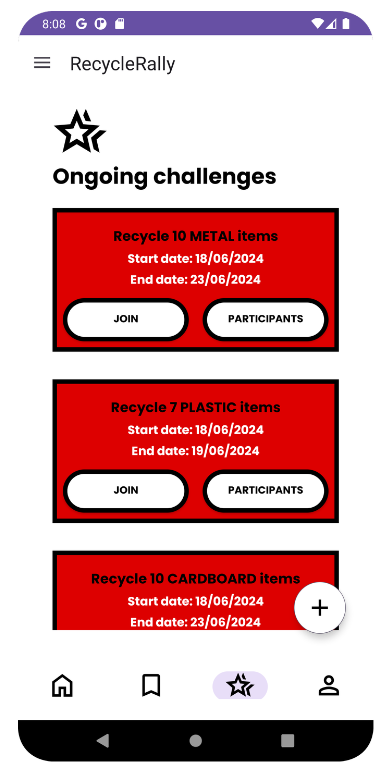 8:08
RecycleRally
Ongoing challenges
Recycle 10 METAL items
Start date: 18/06/2024
End date: 23/06/2024
JOIN PARTICIPANTS
Recycle 7 PLASTIC items
Start date: 18/06/2024
End date: 19/06/2024
JOIN PARTICIPANTS
Recycle 10 CARDBOARD items
Start date: 18/06/2024
End date: 23/06/2024